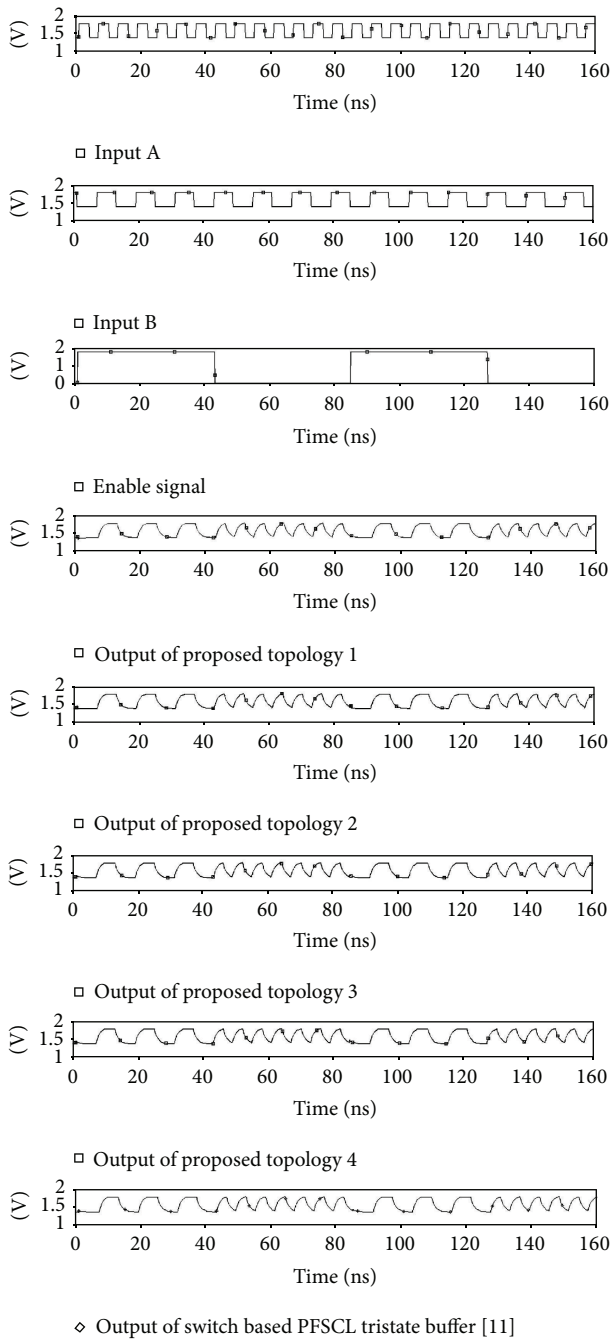 2
1.5
1
(V)
0 20 40 60 80 100 120 140 160
Time (ns)
Input A
2
1.5
1
(V)
0 20 40 60 80 100 120 140 160
Time (ns)
Input B
2
1
0
(V)
0 20 40 60 80 100 120 140 160
Time (ns)
Enable signal
2
1.5
1
(V)
0 20 40 60 80 100 120 140 160
Time (ns)
Output of proposed topology 1
2
1.5
1
(V)
0 20 40 60 80 100 120 140 160
Time (ns)
Output of proposed topology 2
2
1.5
1
(V)
0 20 40 60 80 100 120 140 160
Time (ns)
Output of proposed topology 3
2
1.5
1
(V)
0 20 40 60 80 100 120 140 160
Time (ns)
Output of proposed topology 4
2
1.5
1
(V)
0 20 40 60 80 100 120 140 160
Time (ns)
Output of switch based PFSCL tristate buffer [11]